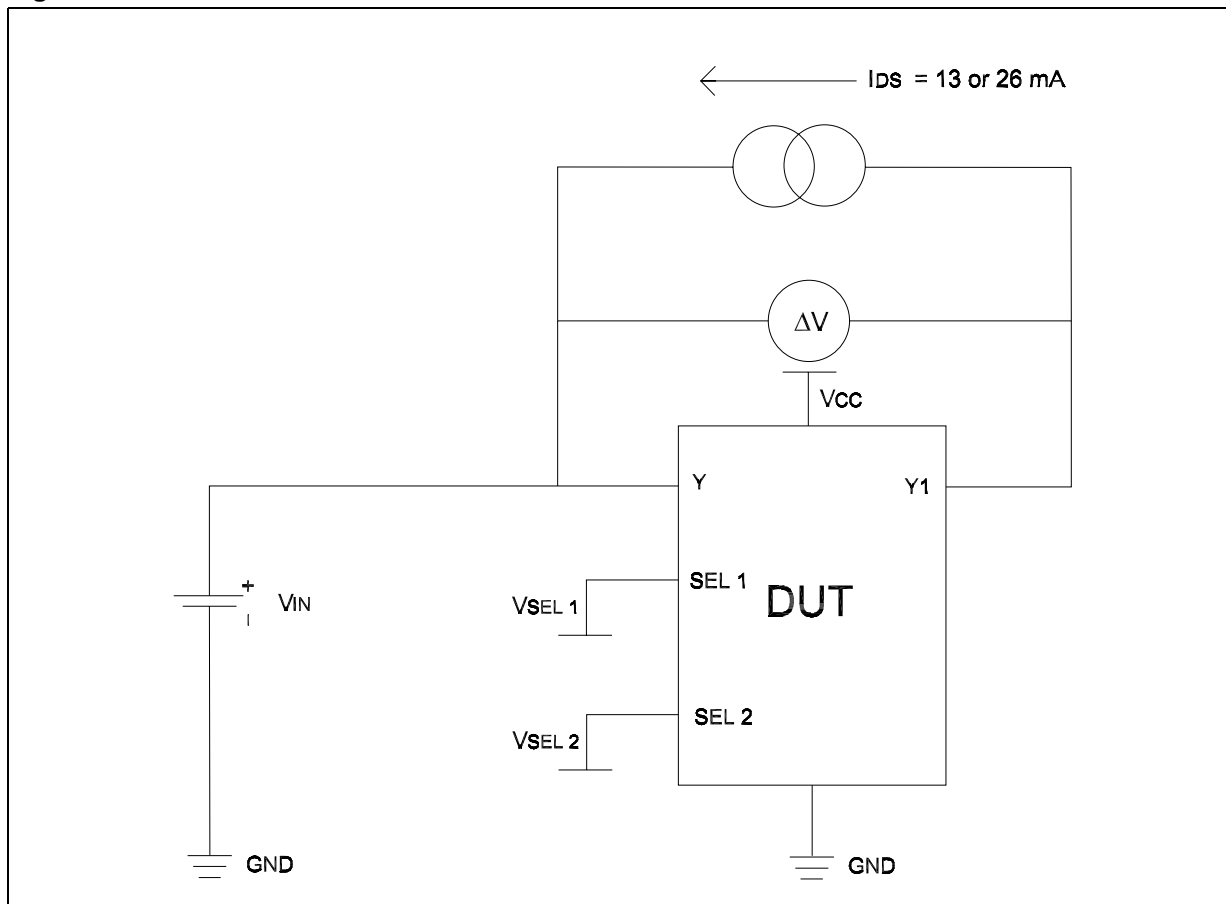 IDS = 13 or 26 mA
ΔV
VCC
Y
Y1
SEL 1
VSEL 1
DUT
+
-
VIN
SEL 2
VSEL 2
GND
GND